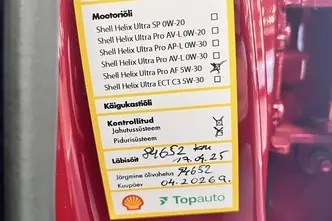 Mootoriõli
Shell Helix Ultra SP 0W-20
Shell Helix Ultra Pro AV-L 0W-20
Shell Helix Ultra Pro AV-L 0W-30
Shell Helix Ultra Pro AP-L 0W-30
Shell Helix Ultra Pro AF 5W-30
Shell Helix Ultra ECT C3 5W-30
Käigukastiõli
Kontrollitud
Jahutussüsteem
Pidurisüsteem
Läbisõit 84652 km
17.04.25
Järgmine õlivahetus 94652
Kuupäev 04.2026 a.
Topauto